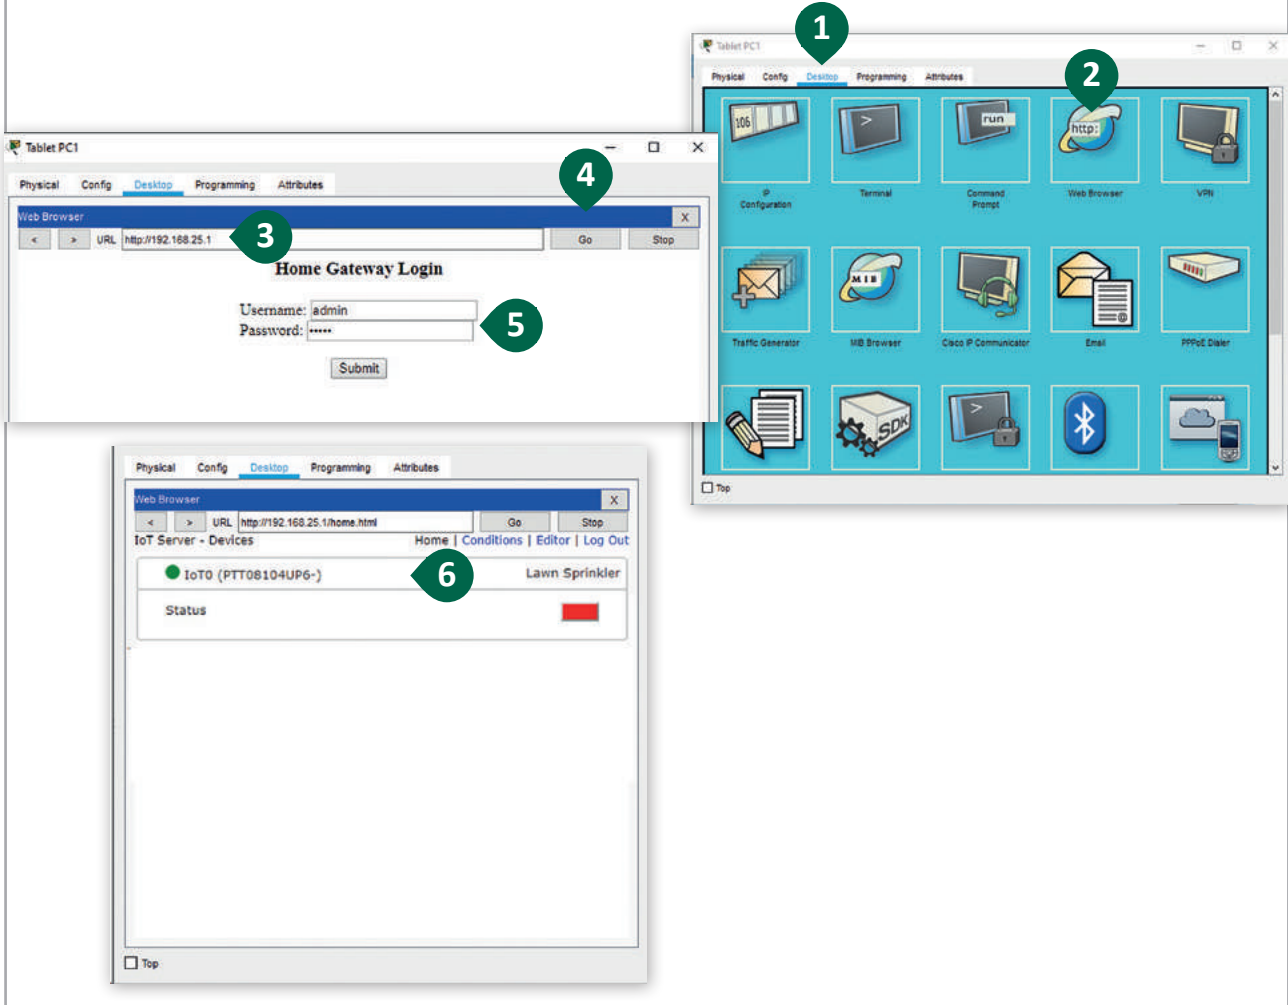 1
Tablet PC1
Physical Config Desktop Programming Attributes
2
106
>
run
http:
IP Configuration
Terminal
Command Prompt
Web Browser
VPN
MIB
Traffic Generator
MIB Browser
Cisco IP Communicator
Email
PPPoE Dialer
SDK
>
Top
Tablet PC1
4
Physical Config Desktop Programming Attributes
Web Browser X
< > URL http://192.168.25.1 Go Stop
3
Home Gateway Login
Username: admin
Password: •••••
5
Submit
Physical Config Desktop Programming Attributes
Web Browser X
< > URL http://192.168.25.1/home.html Go Stop
IoT Server - Devices Home | Conditions | Editor | Log Out
IoT0 (PTT08104UP6-) Lawn Sprinkler
6
Status
Top